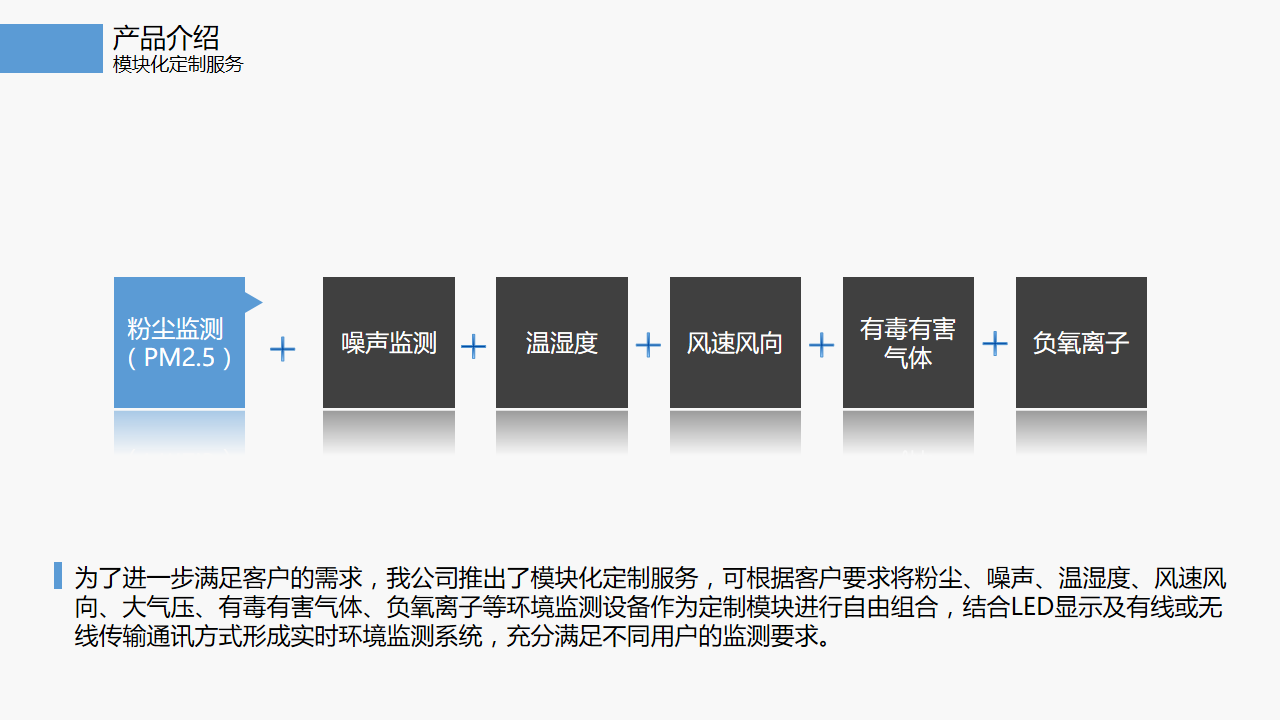 产品介绍
模块化定制服务
粉尘监测
（PM2.5）
噪声监测
温湿度
风速风向
有毒有害
气体
负氧离子
为了进一步满足客户的需求，我公司推出了模块化定制服务，可根据客户要求将粉尘、噪声、温湿度、风速风
向、大气压、有毒有害气体、负氧离子等环境监测设备作为定制模块进行自由组合，结合LED显示及有线或无
线传输通讯方式形成实时环境监测系统，充分满足不同用户的监测要求。